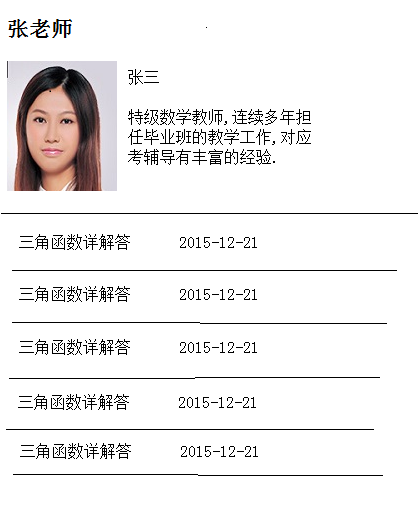 张老师
张三
特级数学教师,连续多年担
任毕业班的教学工作,对应
考辅导有丰富的经验.
三角函数详解答 2015-12-21
三角函数详解答 2015-12-21
三角函数详解答 2015-12-21
三角函数详解答 2015-12-21
三角函数详解答 2015-12-21